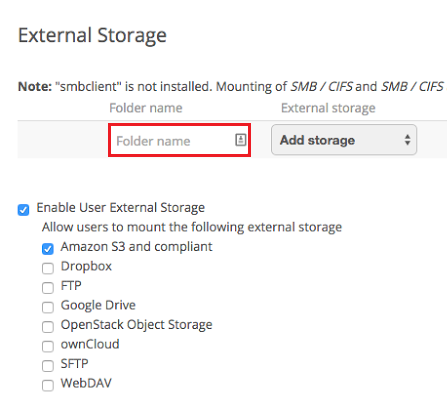 External Storage
Note: "smbclient" is not installed. Mounting of SMB / CIFS and SMB / CIFS
Folder name External storage
Folder name Add storage
Enable User External Storage
Allow users to mount the following external storage
Amazon S3 and compliant
Dropbox
FTP
Google Drive
OpenStack Object Storage
ownCloud
SFTP
WebDAV